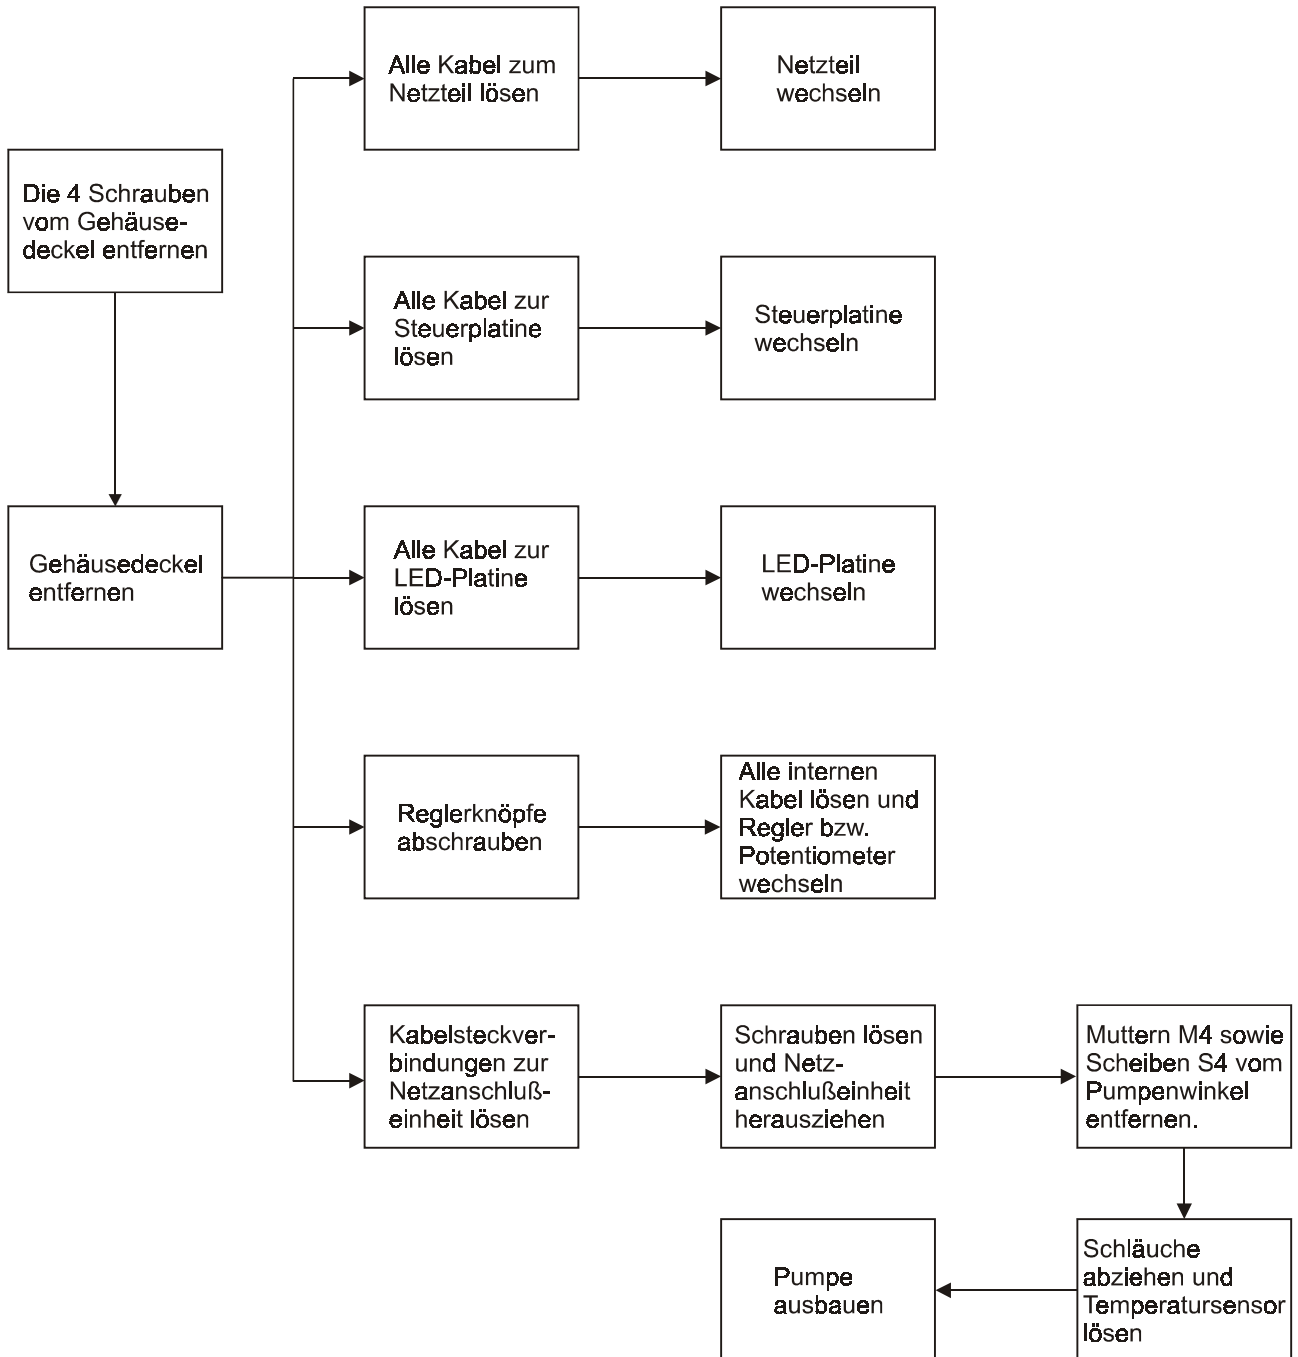 Alle Kabel zum
Netzteil lösen
Netzteil
wechseln
Die 4 Schrauben
vom Gehäuse-
deckel entfernen
Alle Kabel zur
Steuerplatine
lösen
Steuerplatine
wechseln
Gehäusedeckel
entfernen
Alle Kabel zur
LED-Platine
lösen
LED-Platine
wechseln
Reglerknöpfe
abschrauben
Alle internen
Kabel lösen und
Regler bzw.
Potentiometer
wechseln
Kabelsteckver-
bindungen zur
Netzanschluß-
einheit lösen
Schrauben lösen
und Netz-
anschlußeinheit
herausziehen
Muttern M4 sowie
Scheiben S4 vom
Pumpenwinkel
entfernen.
Schläuche
abziehen und
Temperatursensor
lösen
Pumpe
ausbauen